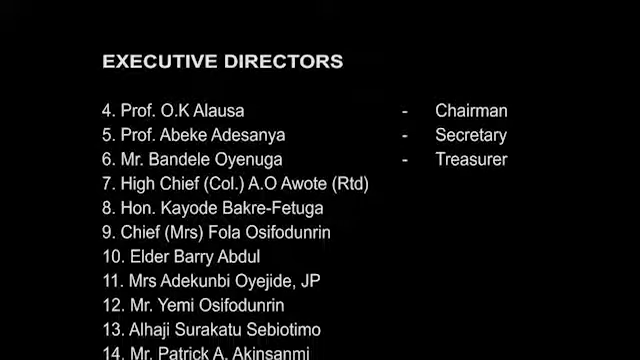 EXECUTIVE DIRECTORS
4. Prof. O.K Alausa - Chairman
5. Prof. Abeke Adesanya - Secretary
6. Mr. Bandele Oyenuga - Treasurer
7. High Chief (Col.) A.O Awote (Rtd)
8. Hon. Kayode Bakre-Fetuga
9. Chief (Mrs) Fola Osifodunrin
10. Elder Barry Abdul
11. Mrs Adekunbi Oyejide, JP
12. Mr. Yemi Osifodunrin
13. Alhaji Surakatu Sebiotimo
14. Mr. Patrick A. Akinsanmi